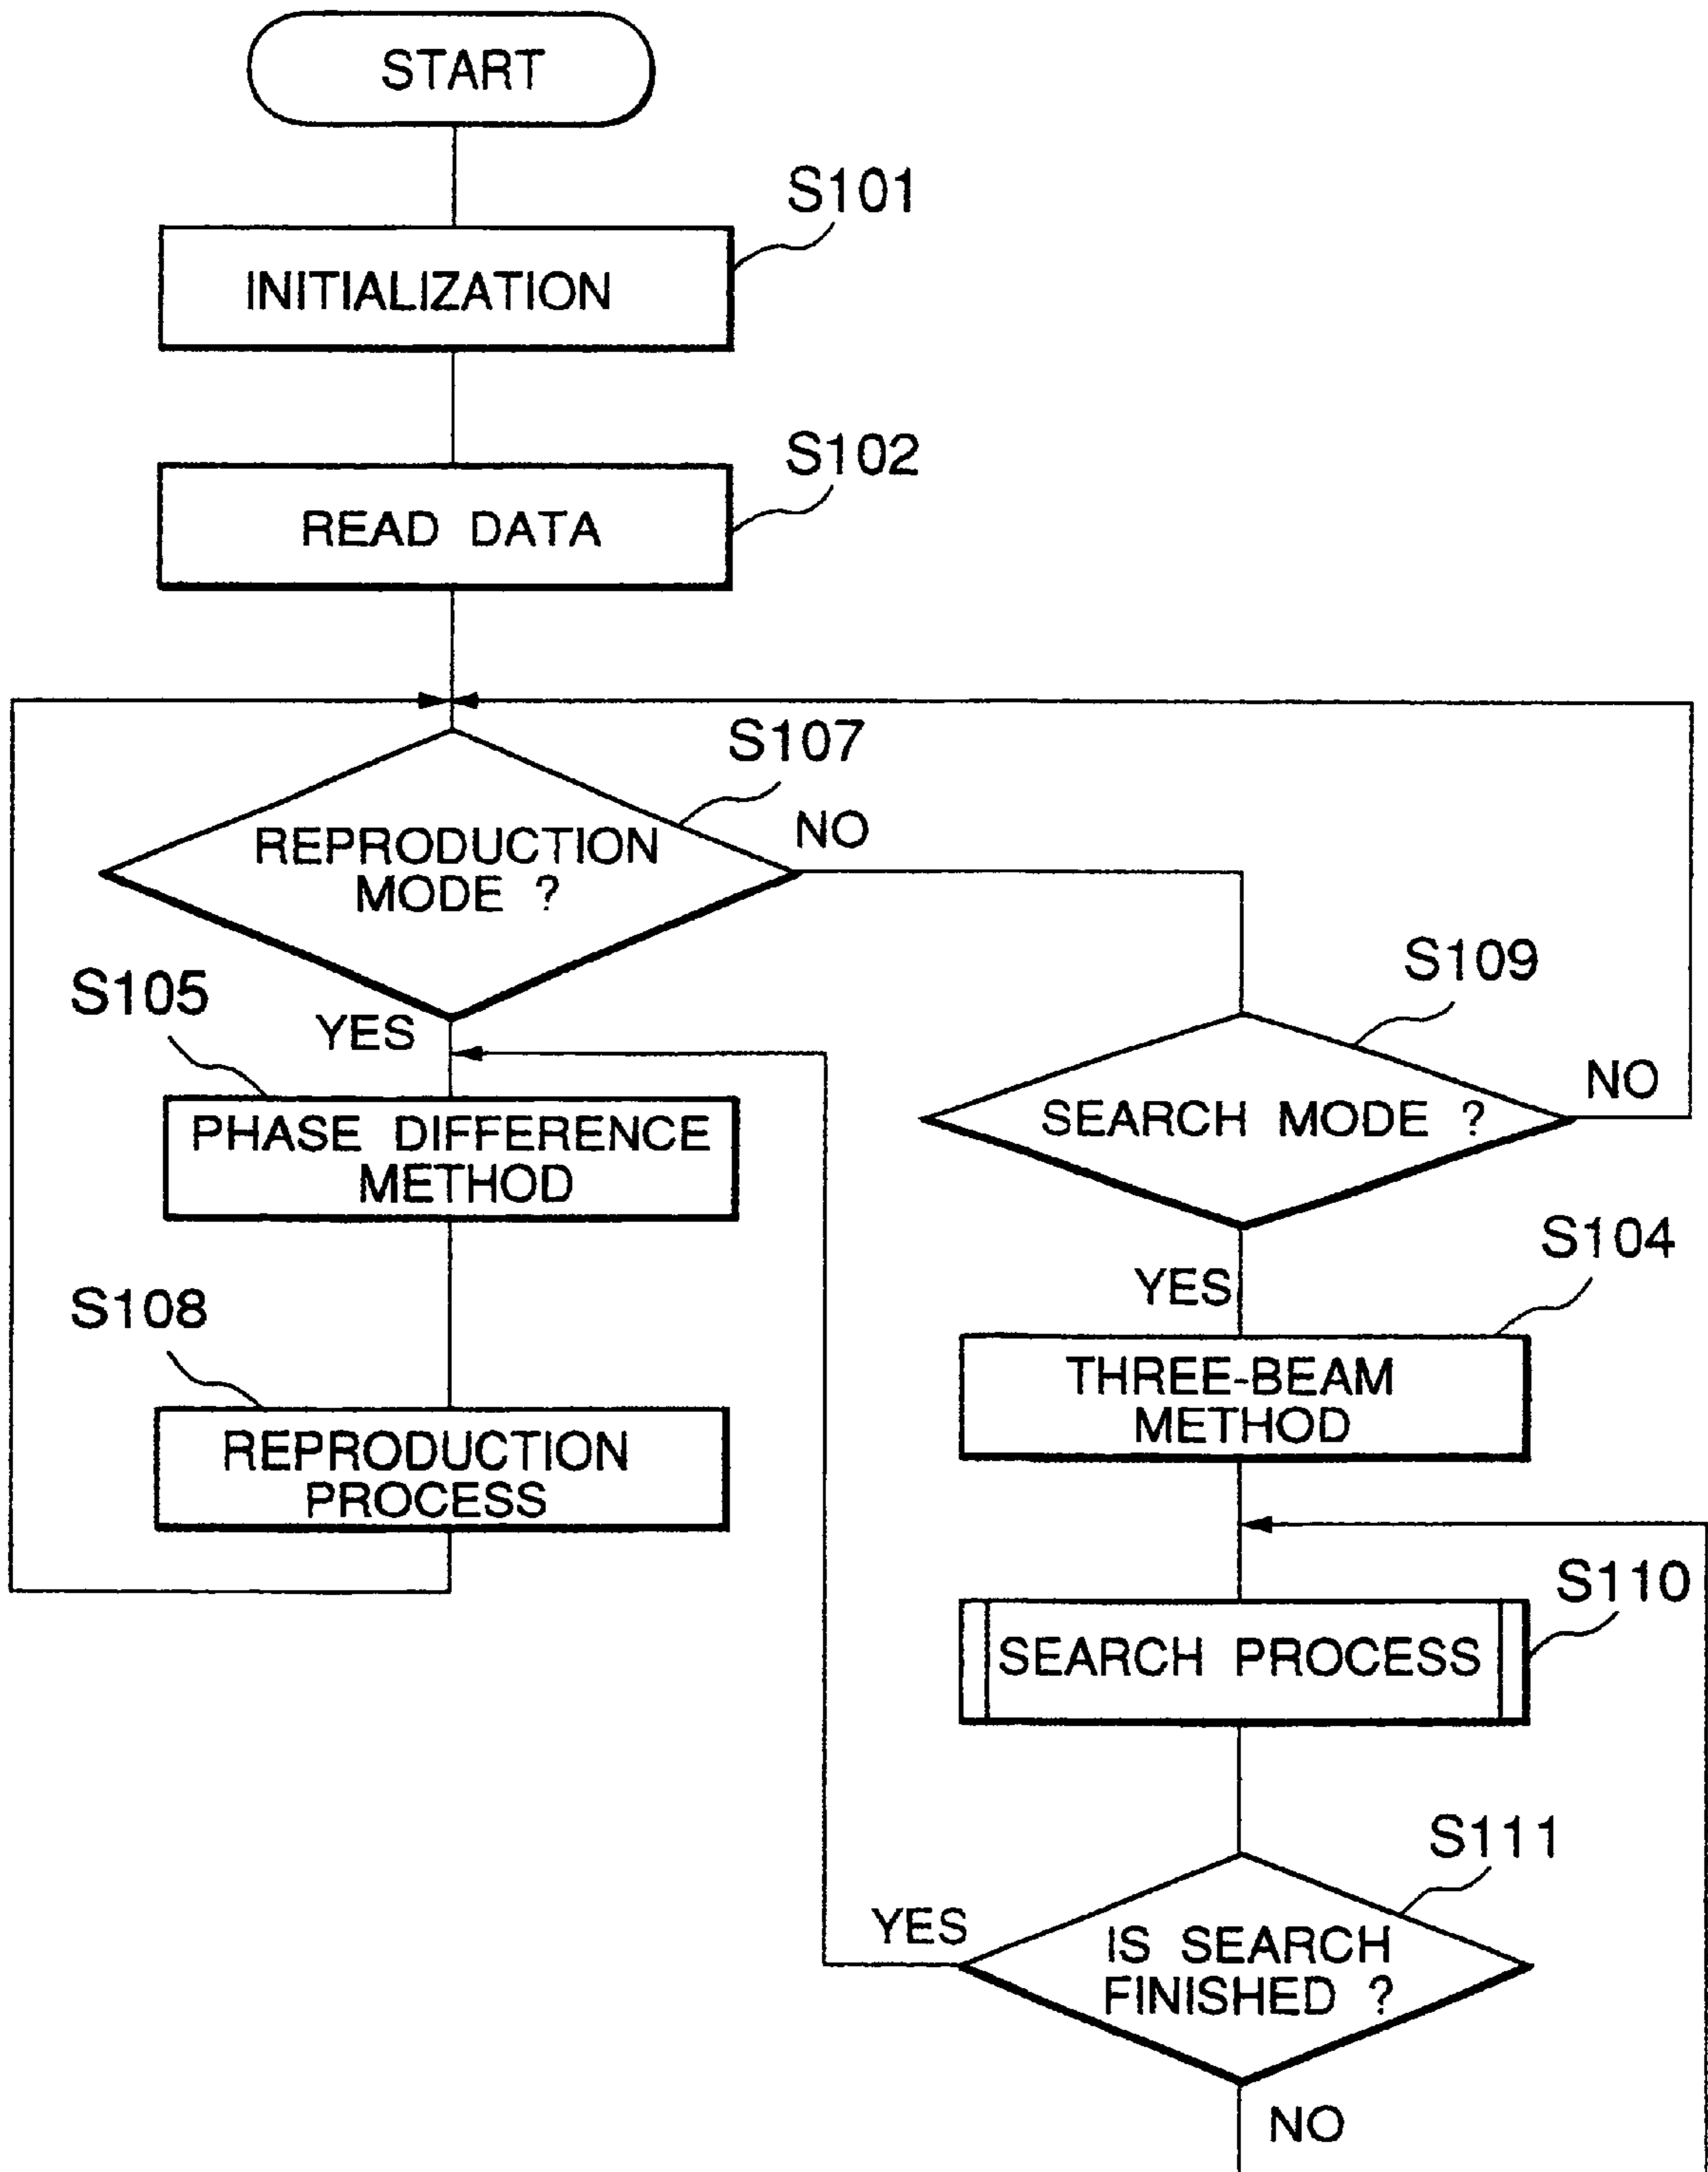 START
S101
INITIALIZATION
S102
READ DATA
S107
REPRODUCTION
MODE ?
NO
S105
YES
PHASE DIFFERENCE
METHOD
S108
REPRODUCTION
PROCESS
S109
SEARCH MODE ?
NO
YES
S104
THREE-BEAM
METHOD
S110
SEARCH PROCESS
S111
YES
IS SEARCH
FINISHED ?
NO